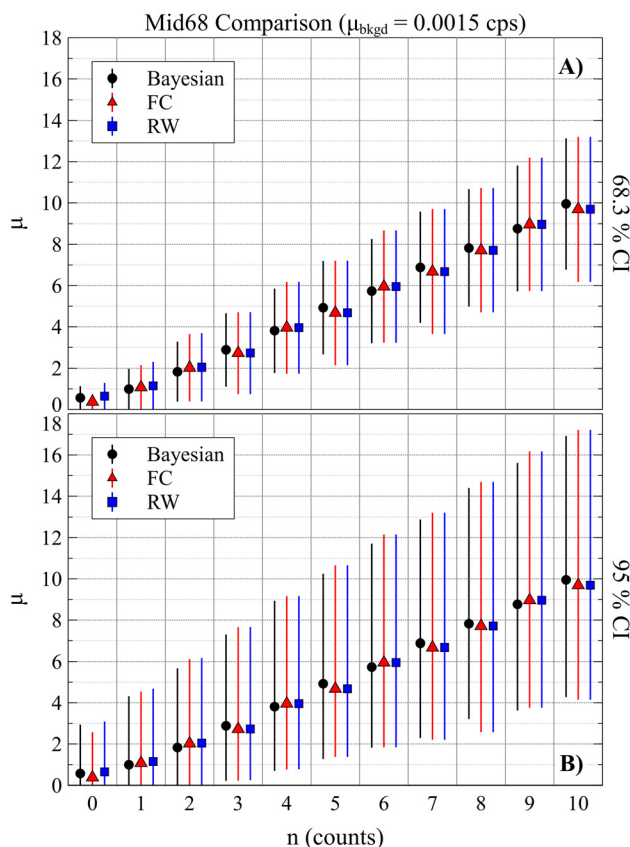 Mid68 Comparison (μbkgd = 0.0015 cps)
18
16
14
12
10
8
6
4
2
0
μ
Bayesian
FC
RW
A)
68.3 % CI
18
16
14
12
10
8
6
4
2
0
μ
Bayesian
FC
RW
B)
95 % CI
0 1 2 3 4 5 6 7 8 9 10
n (counts)